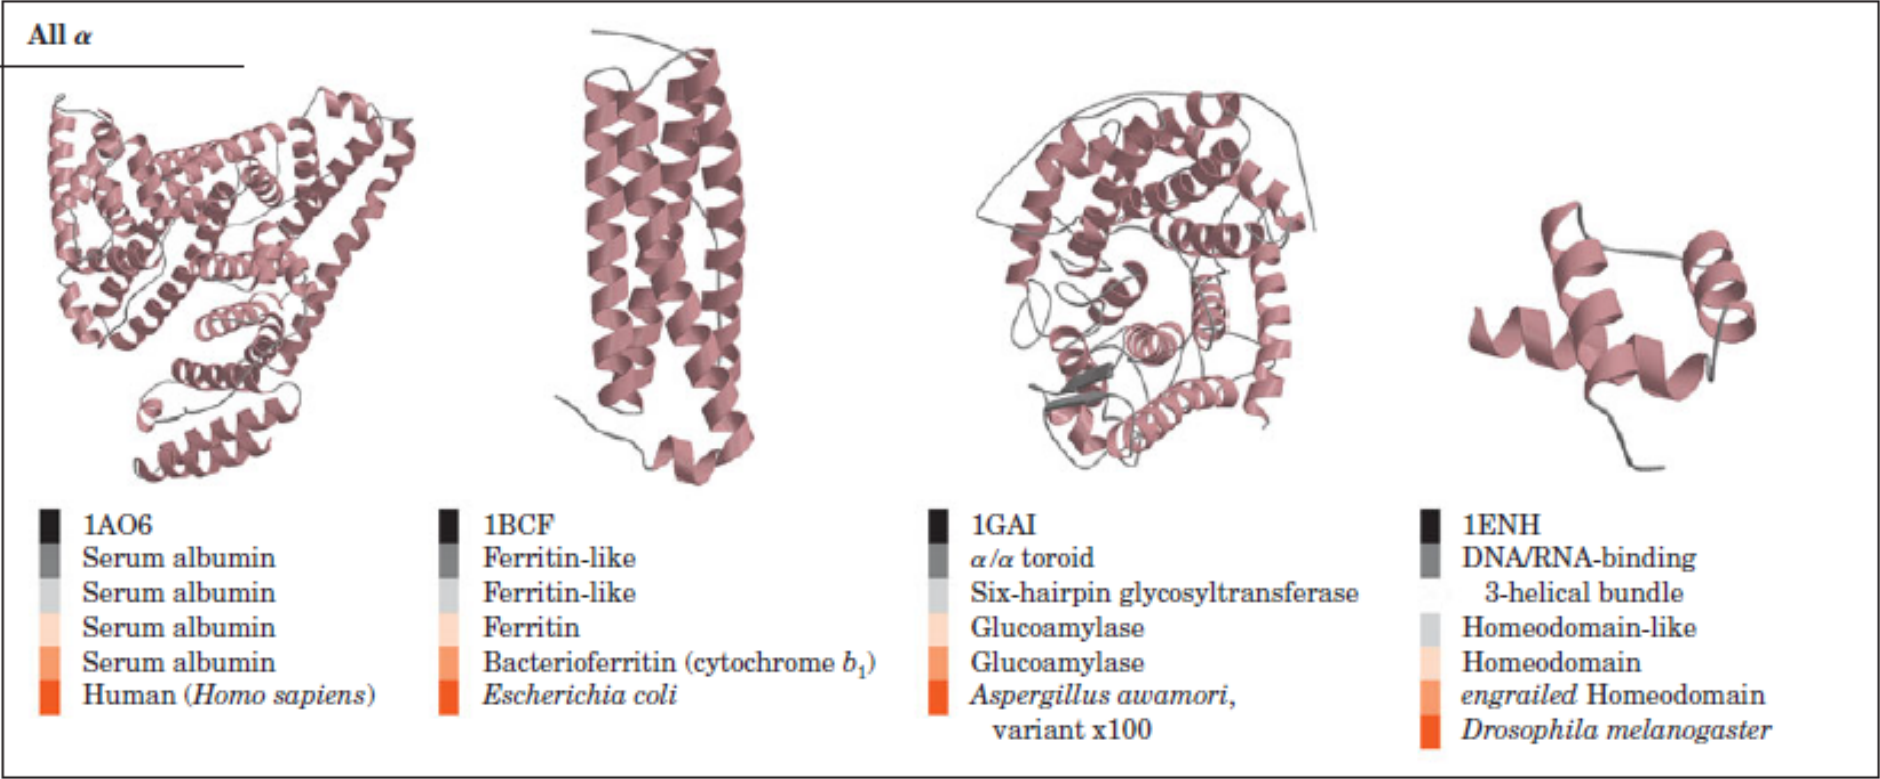 All α
1AO6
Serum albumin
Serum albumin
Serum albumin
Serum albumin
Human (Homo sapiens)
1BCF
Ferritin-like
Ferritin-like
Ferritin
Bacterioferritin (cytochrome b₁)
Escherichia coli
1GAI
α/α toroid
Six-hairpin glycosyltransferase
Glucoamylase
Glucoamylase
Aspergillus awamori,
variant x100
1ENH
DNA/RNA-binding
3-helical bundle
Homeodomain-like
Homeodomain
engrailed Homeodomain
Drosophila melanogaster